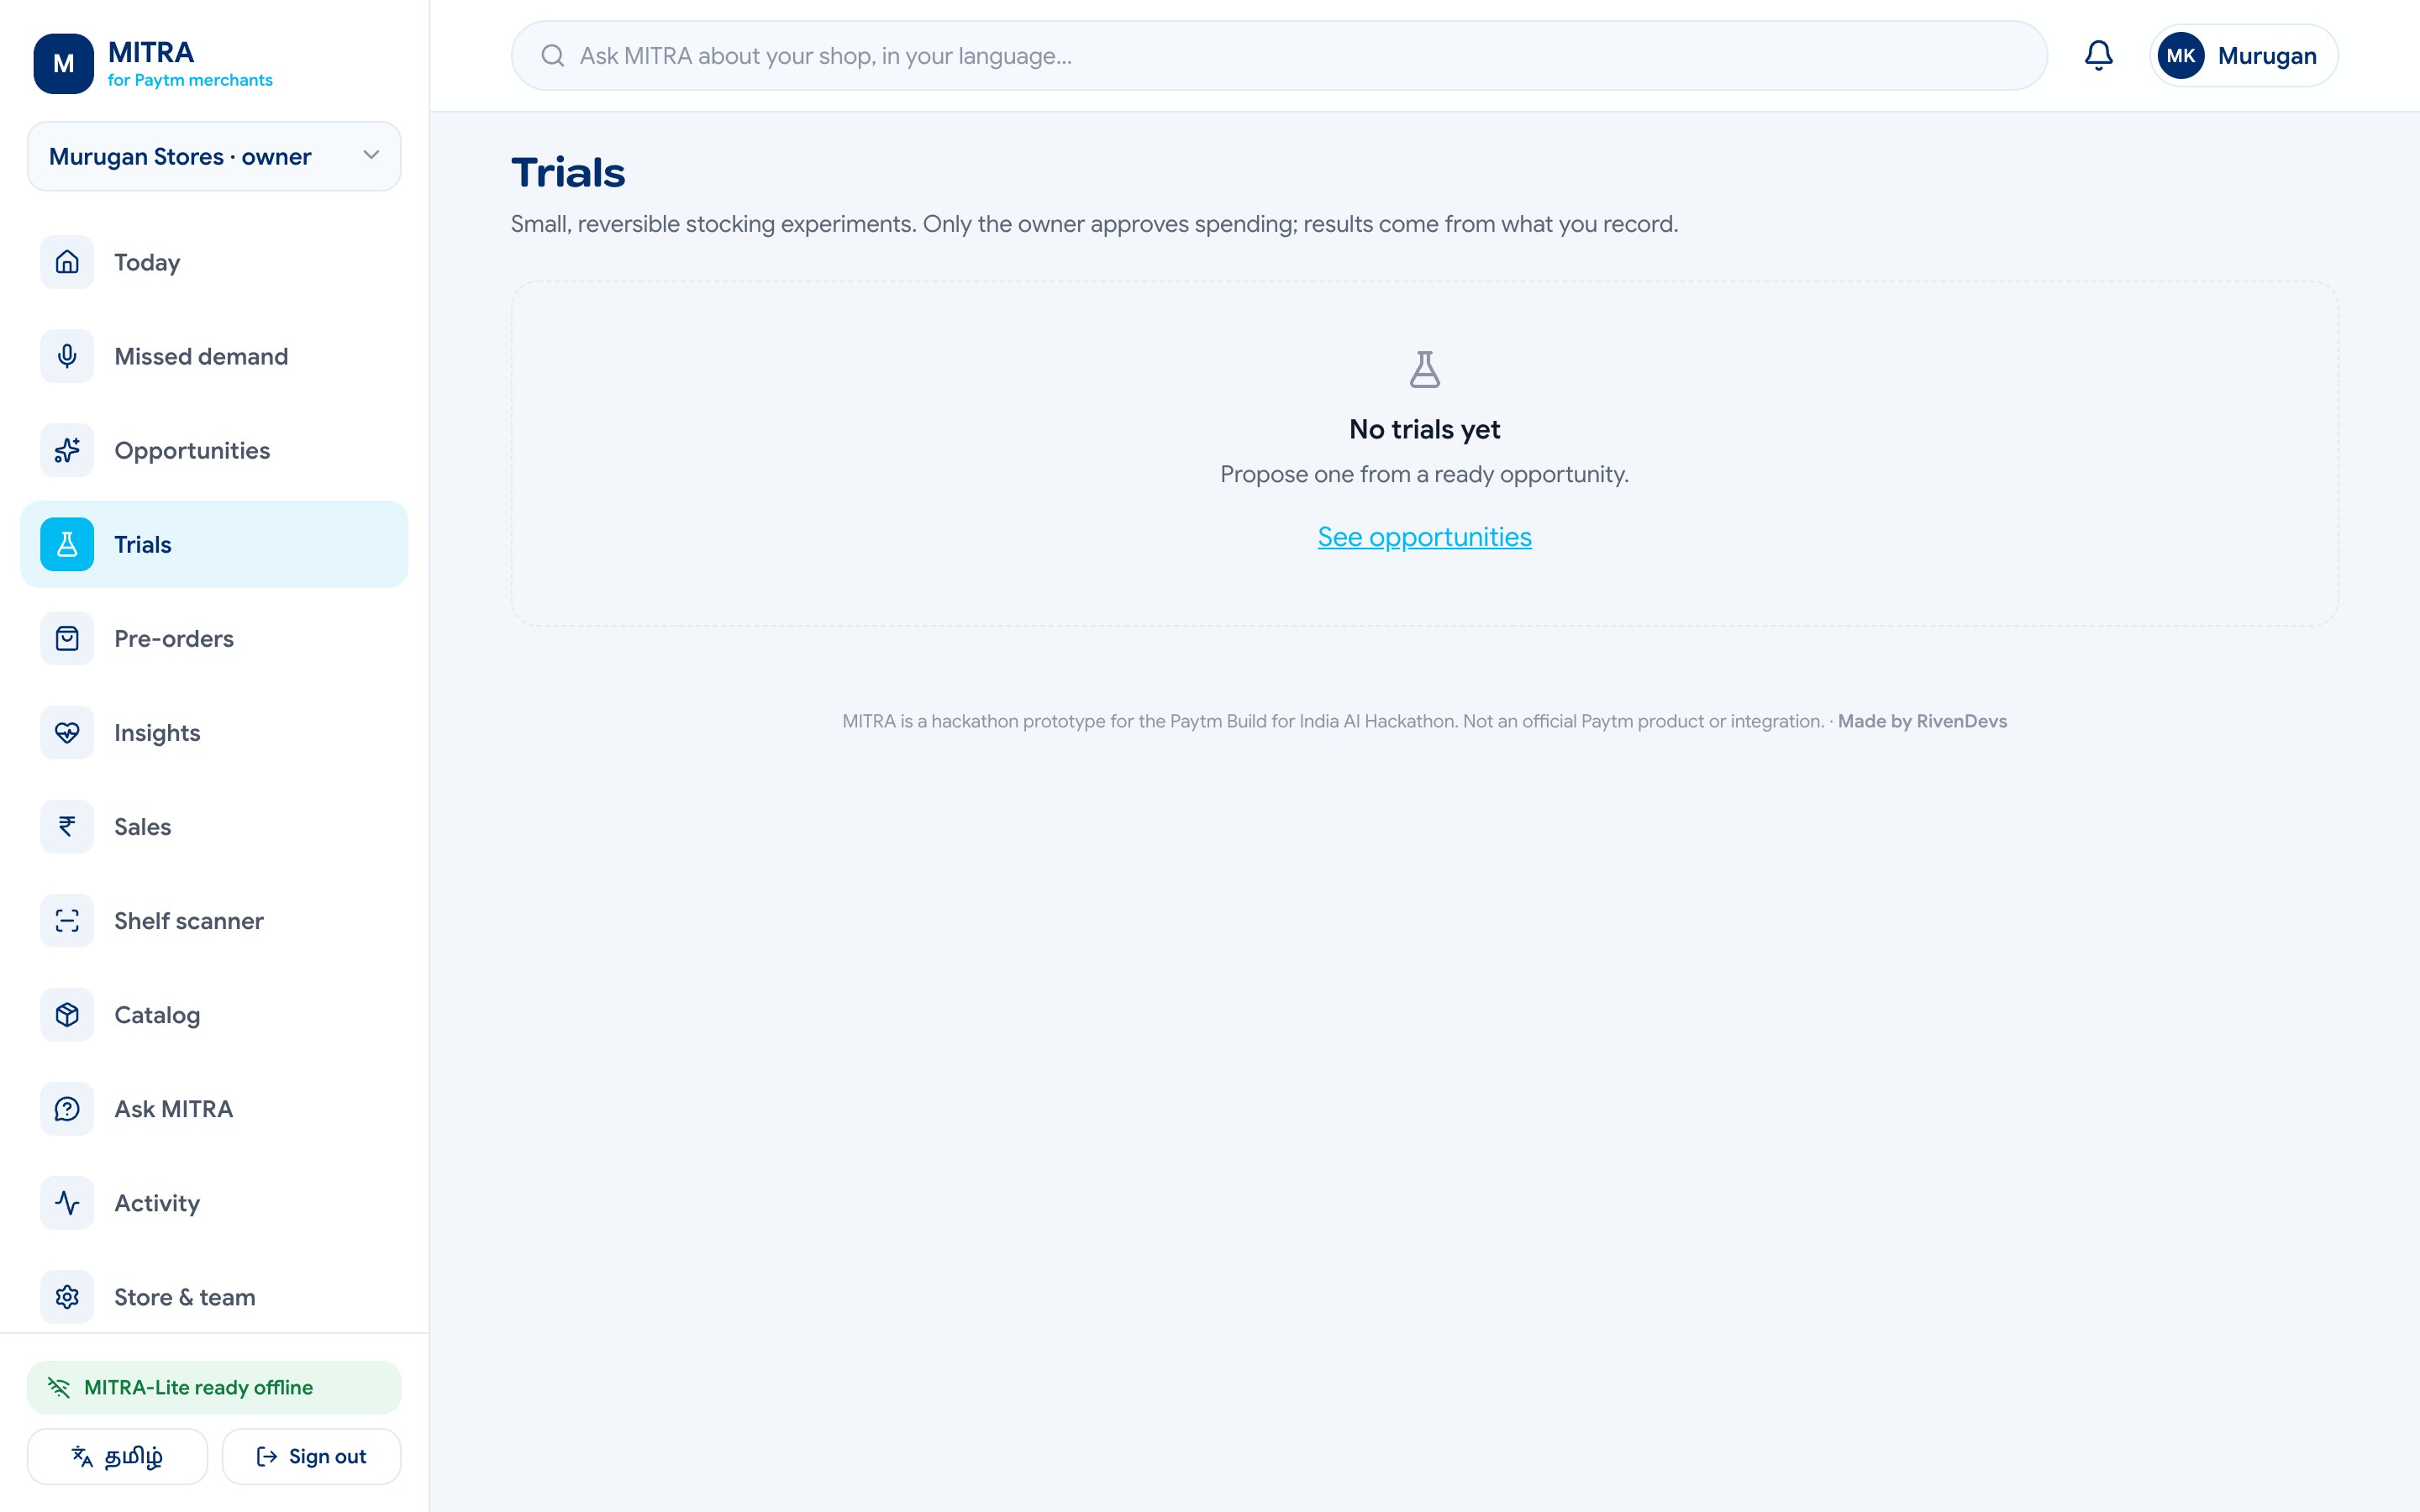 M
MITRA
for Paytm merchants
Murugan Stores · owner
Today
Missed demand
Opportunities
Trials
Pre-orders
Insights
₹
Sales
Shelf scanner
Catalog
Ask MITRA
Activity
Store & team
MITRA-Lite ready offline
தமிழ்
Sign out
Ask MITRA about your shop, in your language...
MK
Murugan
Trials
Small, reversible stocking experiments. Only the owner approves spending; results come from what you record.
No trials yet
Propose one from a ready opportunity.
See opportunities
MITRA is a hackathon prototype for the Paytm Build for India AI Hackathon. Not an official Paytm product or integration. · Made by RivenDevs